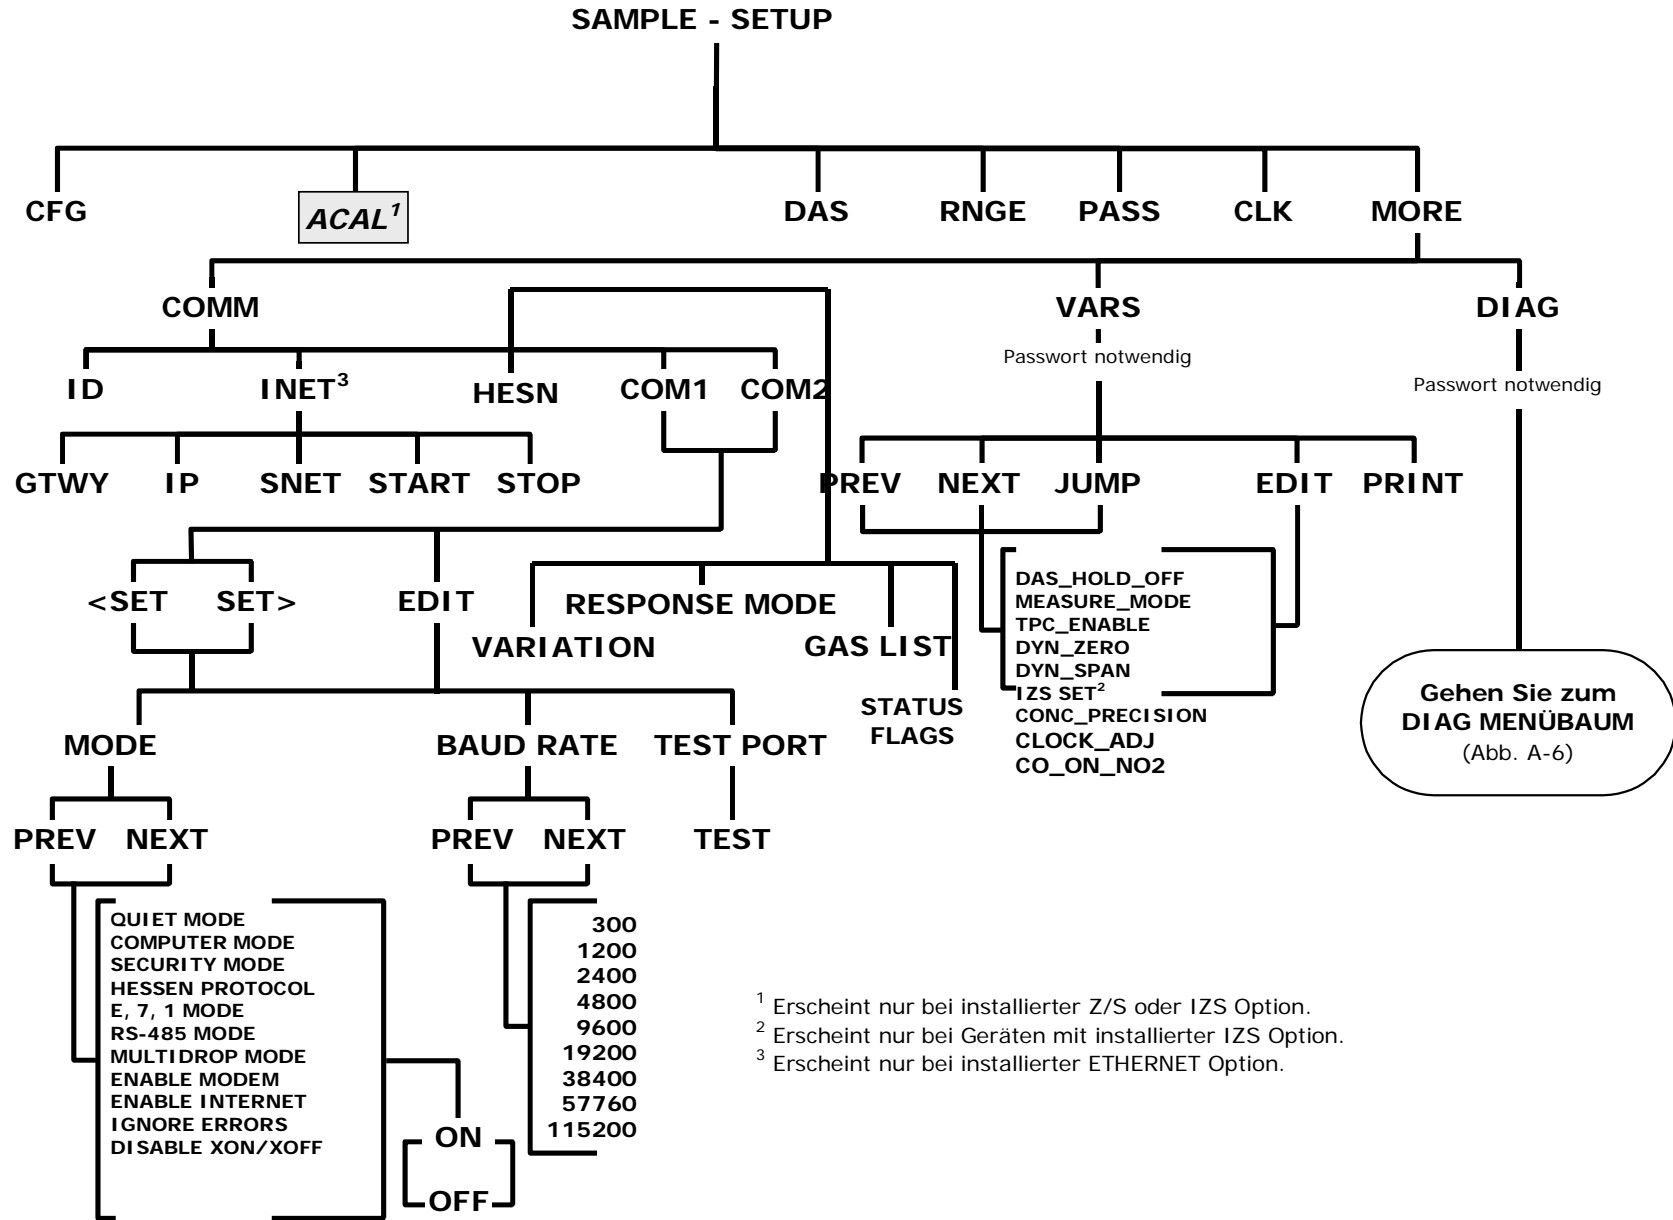 SAMPLE - SETUP
CFG
ACAL¹
DAS
RNGE
PASS
CLK
MORE
COMM
VARS
DIAG
Passwort notwendig
Passwort notwendig
ID
INET³
HESN
COM1
COM2
GTWY
IP
SNET
START
STOP
PREV
NEXT
JUMP
EDIT
PRINT
<SET
SET>
EDIT
RESPONSE MODE
VARIATION
GAS LIST
STATUS
FLAGS
DAS_HOLD_OFF
MEASURE_MODE
TPC_ENABLE
DYN_ZERO
DYN_SPAN
IZS SET²
CONC_PRECISION
CLOCK_ADJ
CO_ON_NO2
Gehen Sie zum
DIAG MENÜBAUM
(Abb. A-6)
MODE
BAUD RATE
TEST PORT
PREV
NEXT
PREV
NEXT
TEST
QUIET MODE
COMPUTER MODE
SECURITY MODE
HESSEN PROTOCOL
E, 7, 1 MODE
RS-485 MODE
MULTIDROP MODE
ENABLE MODEM
ENABLE INTERNET
IGNORE ERRORS
DISABLE XON/XOFF
ON
OFF
300
1200
2400
4800
9600
19200
38400
57760
115200
¹ Erscheint nur bei installierter Z/S oder IZS Option.
² Erscheint nur bei Geräten mit installierter IZS Option.
³ Erscheint nur bei installierter ETHERNET Option.